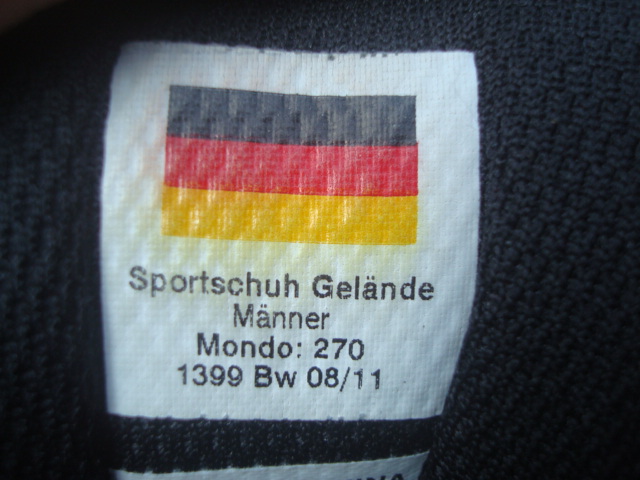 Sportschuh Gelände
Männer
Mondo: 270
1399 Bw 08/11